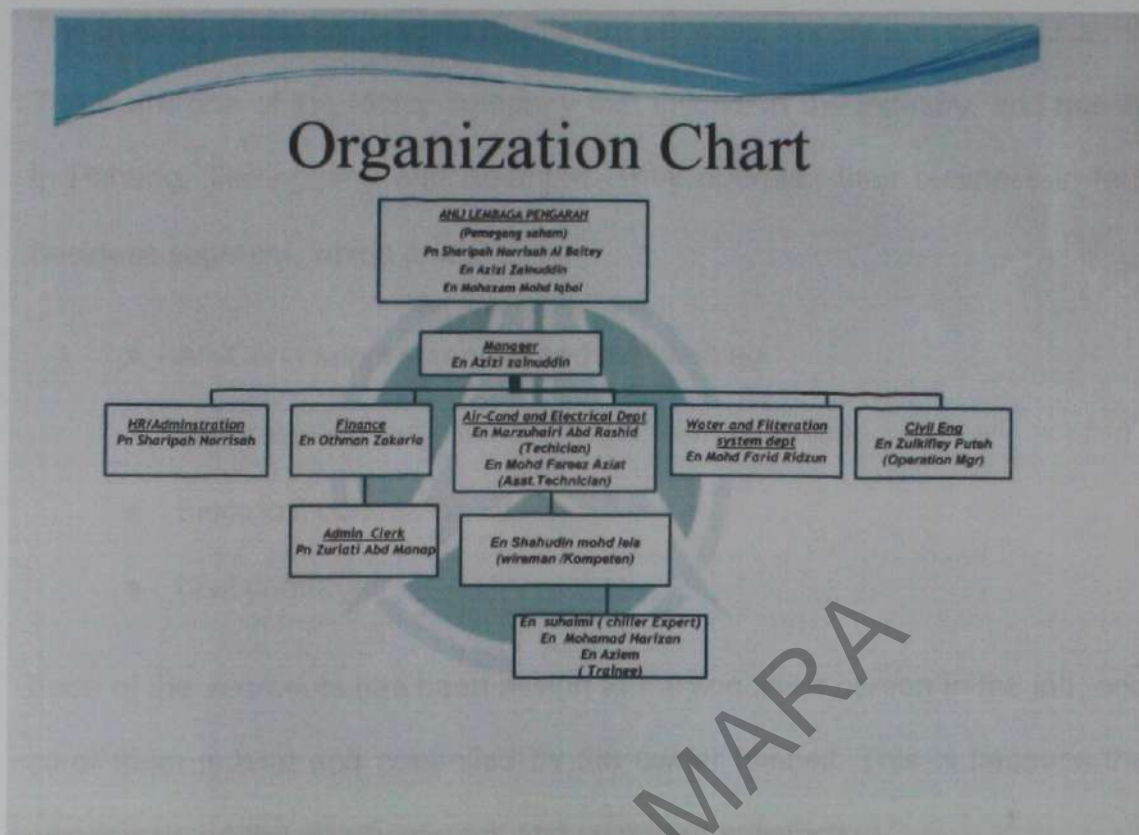 Organization Chart
AHLI LEMBAGA PENGARAH
(Pemegang saham)
Pn Sharipah Norrisah Al Baitey
En Azizi Zainuddin
En Mohazam Mohd Iqbal
Manager
En Azizi zainuddin
HR/Adminstration
Pn Sharipah Norrisah
Finance
En Othman Zakaria
Air-Cond and Electrical Dept
En Marzuhairi Abd Rashid
(Techician)
En Mohd Fareez Aziat
(Asst.Technician)
Water and Filteration
system dept
En Mohd Farid Ridzun
Civil Eng
En Zulkifley Puteh
(Operation Mgr)
Admin Clerk
Pn Zuriati Abd Manap
En Shahudin mohd lela
(wireman /Kompeten)
En suhaimi ( chiller Expert)
En Mohamad Harizan
En Aziem
( Trainee)
MARA